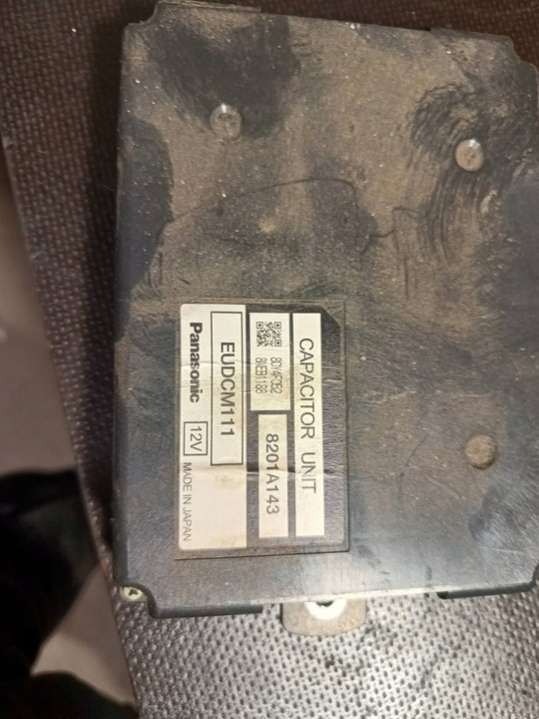 CAPACITOR UNIT
8201A143
EUDCM111
Panasonic
12V
MADE IN JAPAN